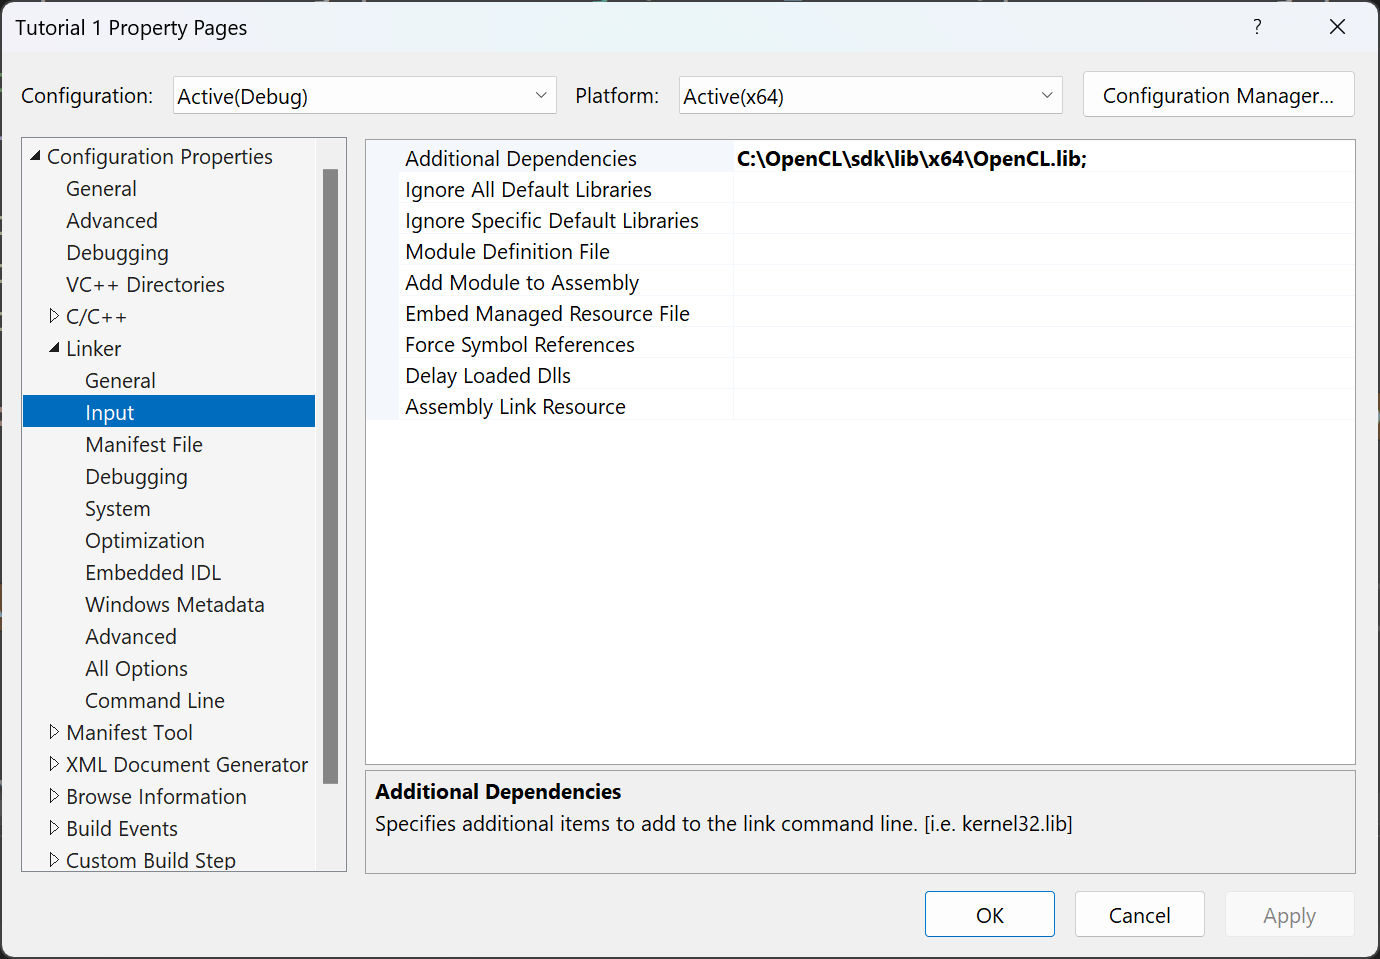 Tutorial 1 Property Pages
?
Configuration: Active(Debug) Platform: Active(x64) Configuration Manager...
Configuration Properties
General
Advanced
Debugging
VC++ Directories
C/C++
Linker
General
Input
Manifest File
Debugging
System
Optimization
Embedded IDL
Windows Metadata
Advanced
All Options
Command Line
Manifest Tool
XML Document Generator
Browse Information
Build Events
Custom Build Step
Additional Dependencies C:\OpenCL\sdk\lib\x64\OpenCL.lib;
Ignore All Default Libraries
Ignore Specific Default Libraries
Module Definition File
Add Module to Assembly
Embed Managed Resource File
Force Symbol References
Delay Loaded Dlls
Assembly Link Resource
Additional Dependencies
Specifies additional items to add to the link command line. [i.e. kernel32.lib]
OK Cancel Apply